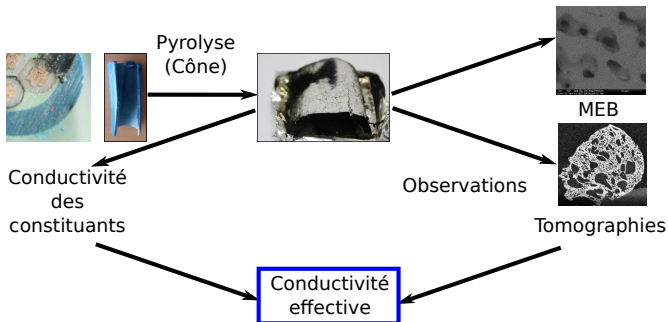 Pyrolyse
(Cône)
MEB
Conductivité
des
constituants
Observations
Tomographies
Conductivité
effective